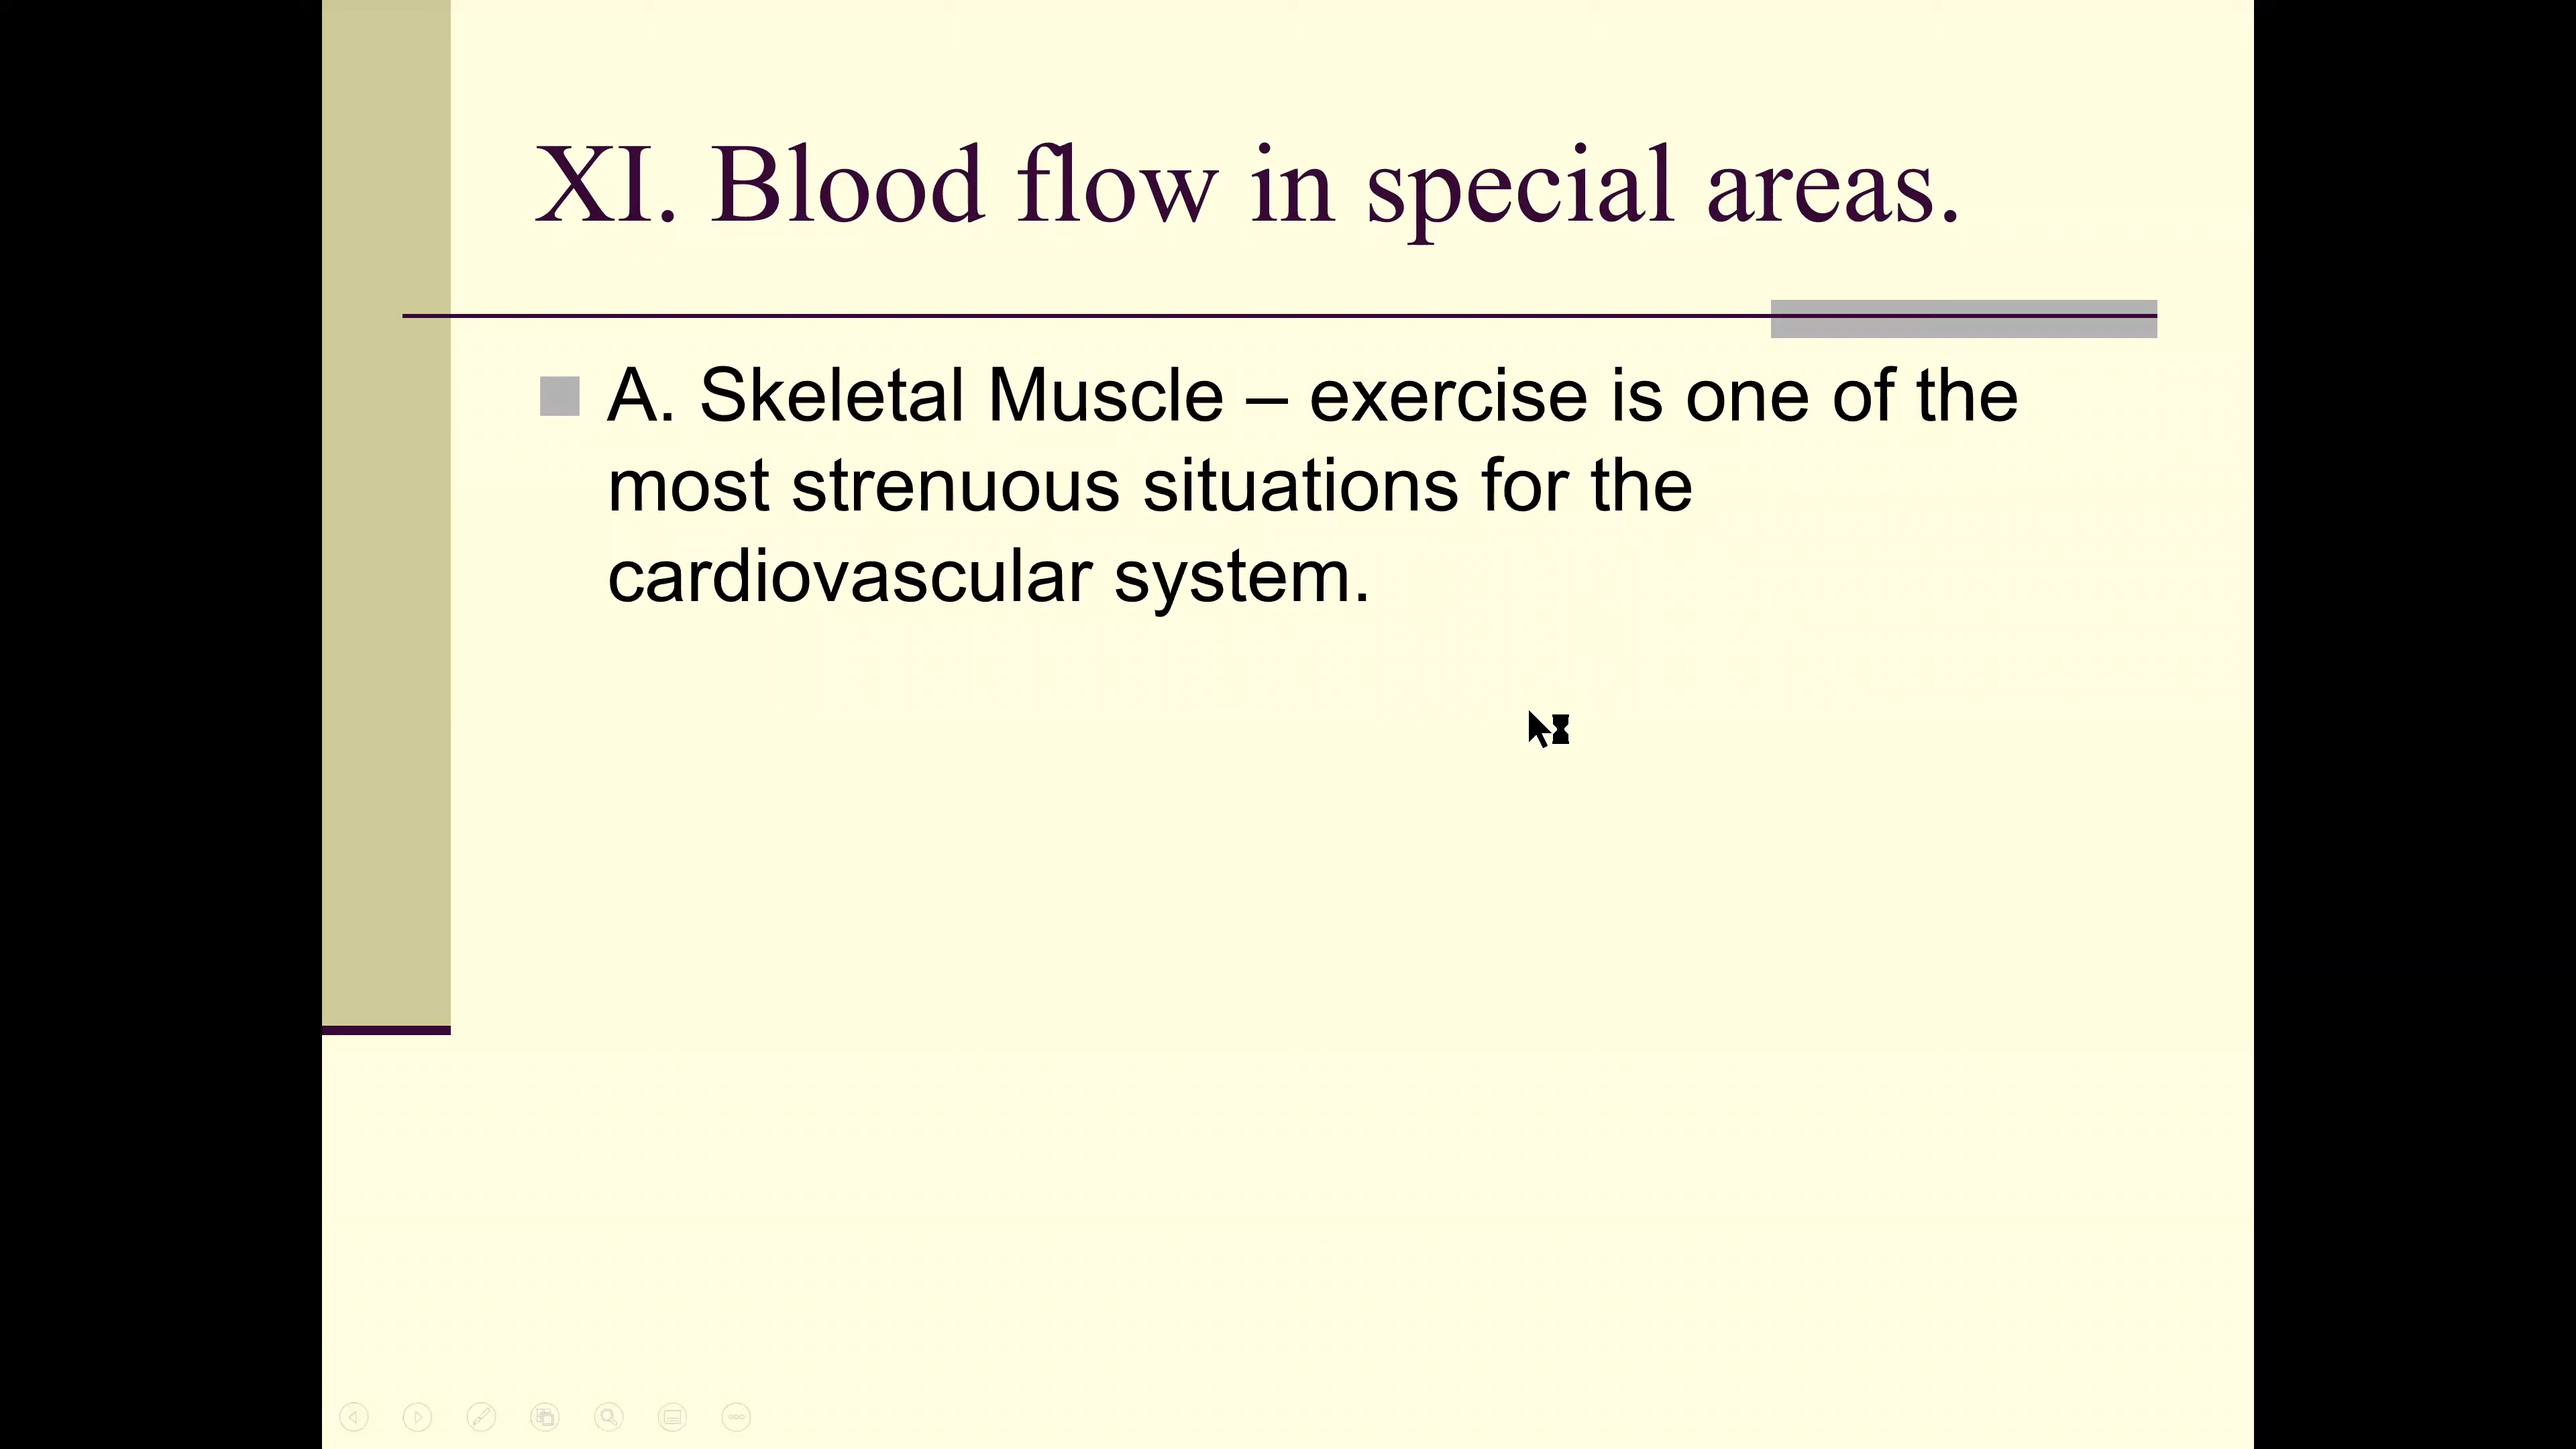 XI. Blood flow in special areas.
A. Skeletal Muscle – exercise is one of the
most strenuous situations for the
cardiovascular system.